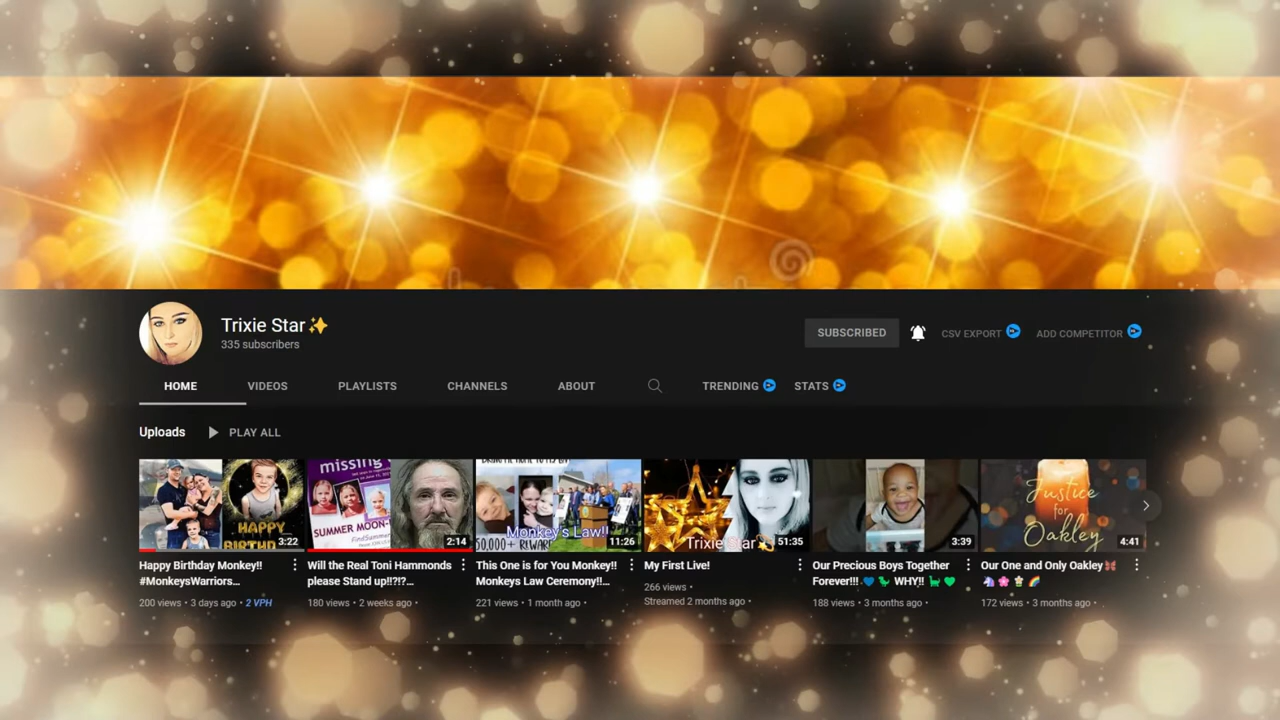 Trixie Star✨
335 subscribers
SUBSCRIBED
CSV EXPORT
ADD COMPETITOR
HOME
VIDEOS
PLAYLISTS
CHANNELS
ABOUT
TRENDING
STATS
Uploads
PLAY ALL
HAPPY
BIRTHD
3:22
Happy Birthday Monkey!!
#MonkeysWarriors...
200 views • 3 days ago • 2 VPH
missing
SUMMER MOON-
FindSummer
2:14
Will the Real Toni Hammonds
please Stand up!!?!?...
180 views • 2 weeks ago •
Monkey's Law!!
50,000+ REWARD
11:26
This One is for You Monkey!!
Monkeys Law Ceremony!!...
221 views • 1 month ago •
Trixie Star
51:35
My First Live!
266 views •
Streamed 2 months ago •
3:39
Our Precious Boys Together
Forever!!! 💙 🦖 WHY!! 🦕 💚
188 views • 3 months ago •
Justice
for
Oakley
4:41
Our One and Only Oakley
172 views • 3 months ago •